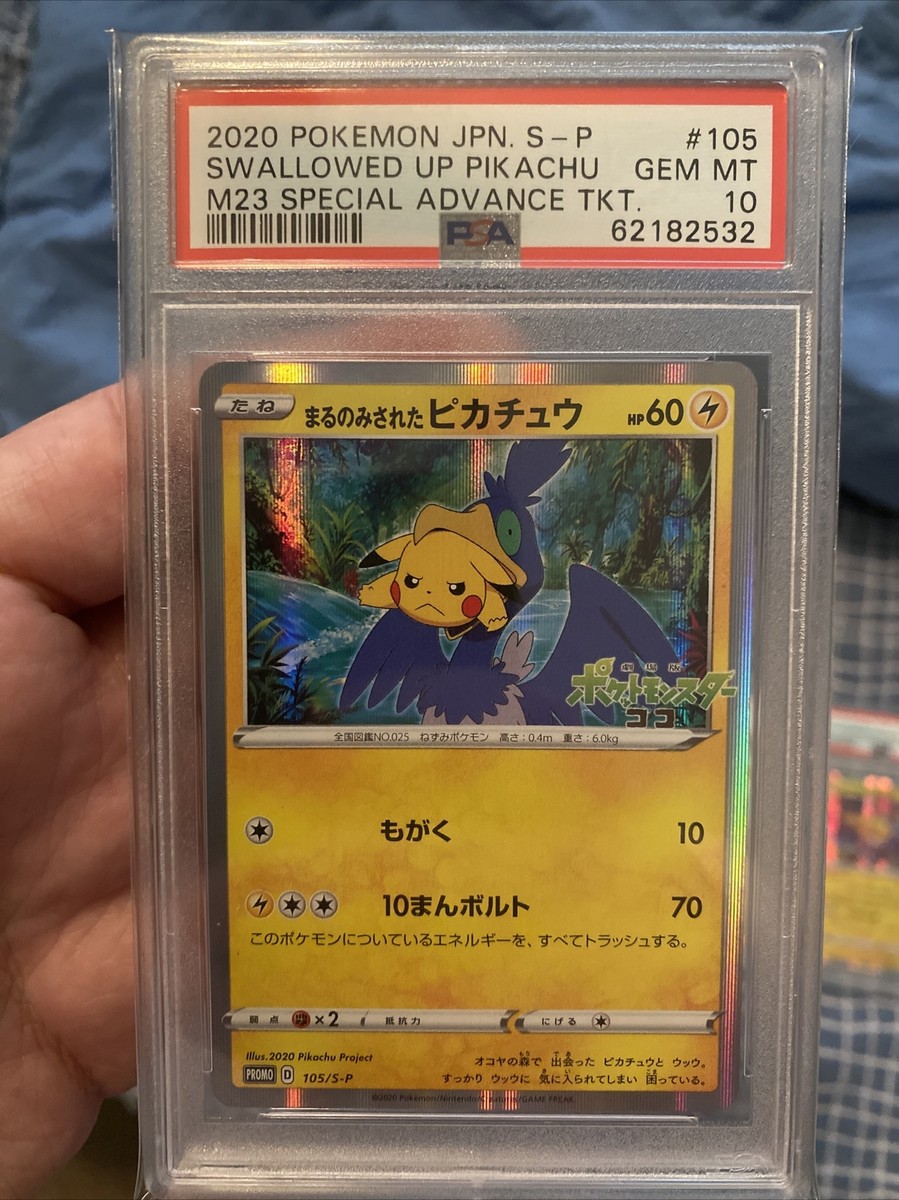 2020 POKEMON JPN. S-P #105
SWALLOWED UP PIKACHU GEM MT
M23 SPECIAL ADVANCE TKT. 10
PSA 62182532
たね まるのみされたピカチュウ HP60
劇場版
ポケットモンスター
ココ
全国図鑑NO.025 ねずみポケモン 高さ:0.4m 重さ:6.0kg
もがく 10
10まんボルト 70
このポケモンについているエネルギーを、すべてトラッシュする。
弱点 ×2 抵抗力 にげる
Illus.2020 Pikachu Project
オコヤの森で 出会った ピカチュウと ウッウ。
PROMO D 105/S-P
すっかり ウッウに 気に入られてしまい 困っている。
©2020 Pokémon/Nintendo/Creatures/GAME FREAK.